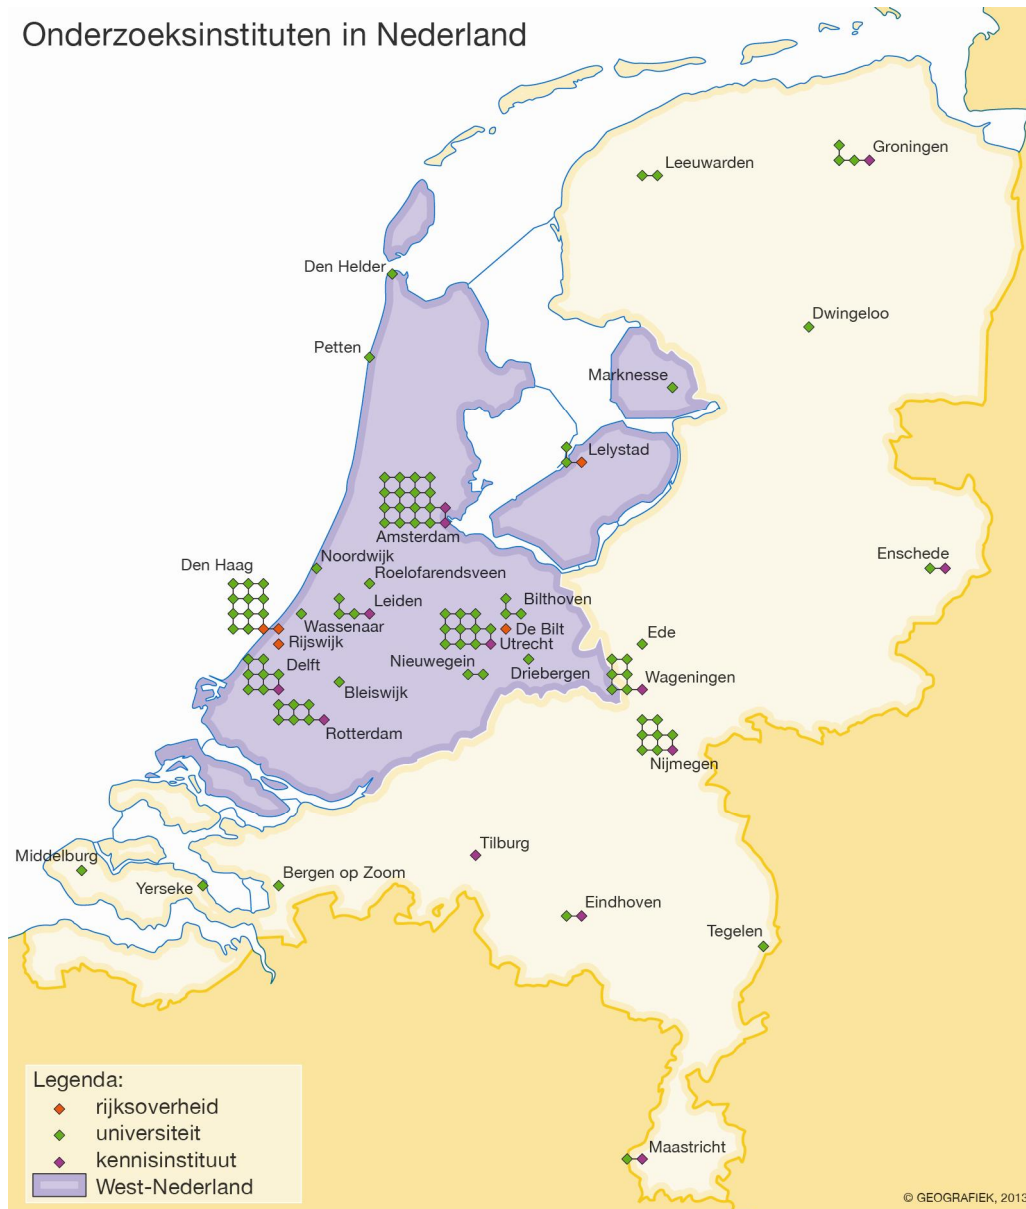 Onderzoeksinstituten in Nederland
Leeuwarden
Groningen
Den Helder
Dwingeloo
Petten
Marknesse
Lelystad
Amsterdam
Den Haag
Noordwijk
Enschede
Roelofarendsveen
Leiden
Bilthoven
Wassenaar
De Bilt
Rijswijk
Utrecht
Ede
Delft
Nieuwegein
Driebergen
Wageningen
Bleiswijk
Rotterdam
Nijmegen
Tilburg
Middelburg
Bergen op Zoom
Yerseke
Eindhoven
Tegelen
Legenda:
rijksoverheid
universiteit
kennisinstituut
West-Nederland
Maastricht
© GEOGRAFIEK, 2013